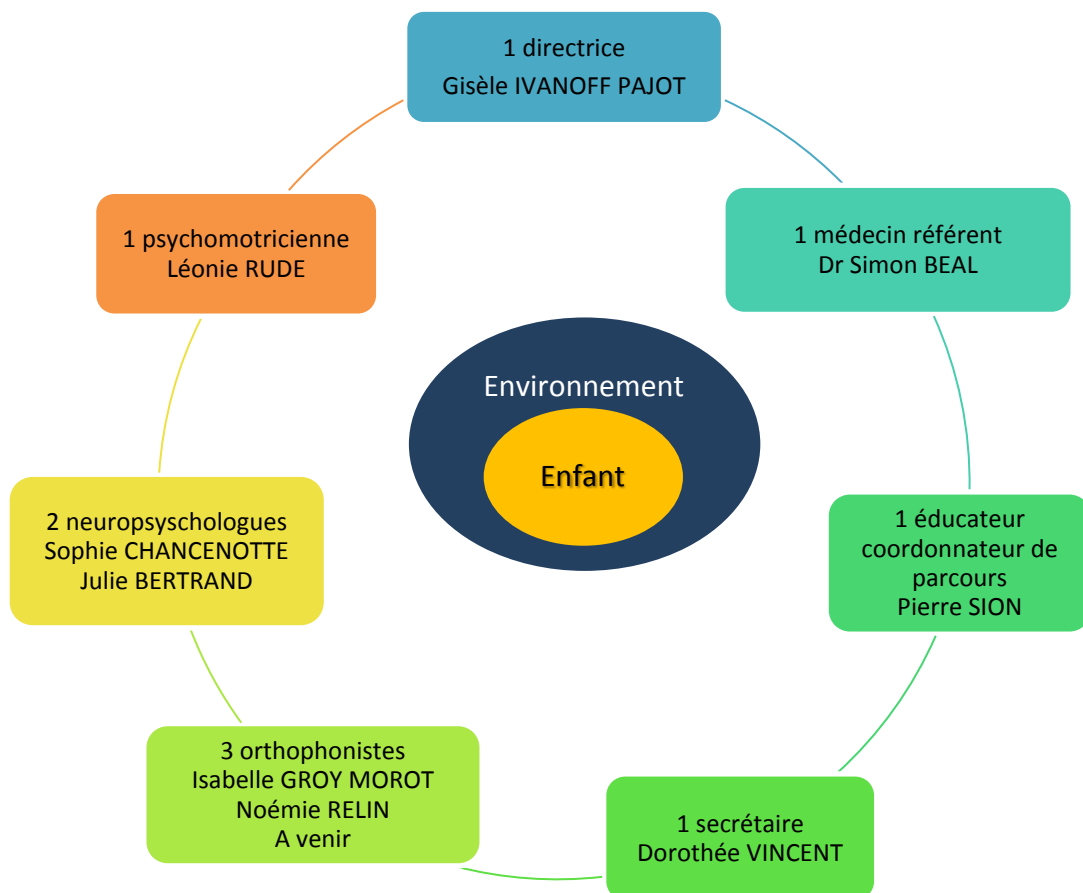 1 directrice
Gisèle IVANOFF PAJOT
1 médecin référent
Dr Simon BEAL
1 éducateur
coordonnateur de
parcours
Pierre SION
1 secrétaire
Dorothée VINCENT
3 orthophonistes
Isabelle GROY MOROT
Noémie RELIN
A venir
2 neuropsyschologues
Sophie CHANCENOTTE
Julie BERTRAND
1 psychomotricienne
Léonie RUDE
Environnement
Enfant